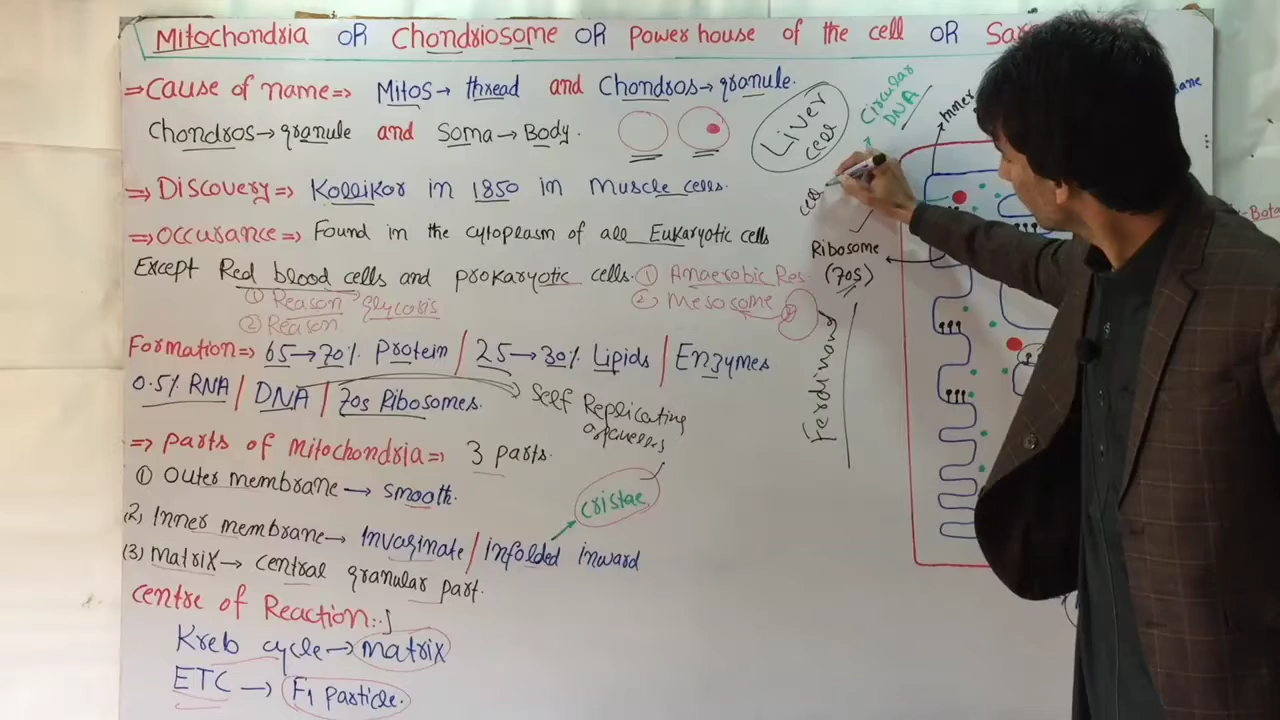 Mitochondria OR Chondriosome OR Power house of the cell OR Sar
⇒ Cause of name ⇒ Mitos → thread and Chondros → granule.
Chondros → granule and Soma → Body.
⇒ Discovery ⇒ Kollikor in 1850 in Muscle cells.
⇒ Occurance ⇒ Found in the cytoplasm of all Eukaryotic cells
Except Red blood cells and prokaryotic cells.
① Reason → glycosis
② Reason
① Anaerobic Res.
② Mesosome
Formation ⇒ 65 → 70% Protein / 25 → 30% Lipids / Enzymes
0.5% RNA / DNA / 70s Ribosomes.
Self Replicating
⇒ Parts of Mitochondria ⇒ 3 parts.
① Outer membrane → smooth.
(2) Inner membrane → Invaginate / infolded inward
cristae
(3) Matrix → central granular part.
Centre of Reaction:-
Kreb cycle → Matrix
ETC → F1 particle.
Liver
cell
Circular
DNA
Inner
cell
Ribosome
(70s)